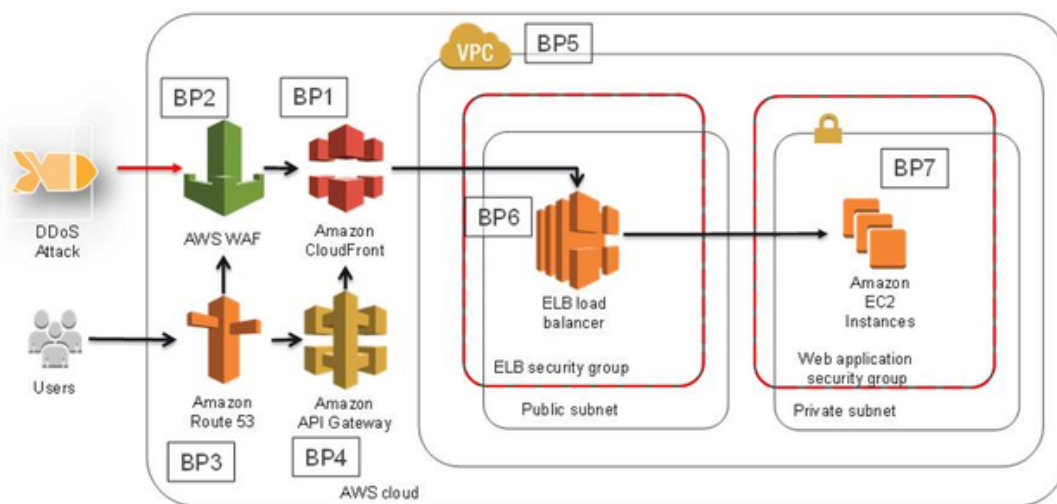 VPC
BP5
BP2
BP1
BP7
BP6
DDoS
Attack
AWS WAF
Amazon
CloudFront
ELB load
balancer
Amazon
EC2
Instances
Users
Amazon
Route 53
Amazon
API Gateway
ELB security group
Web application
security group
Public subnet
Private subnet
BP3
BP4
AWS cloud